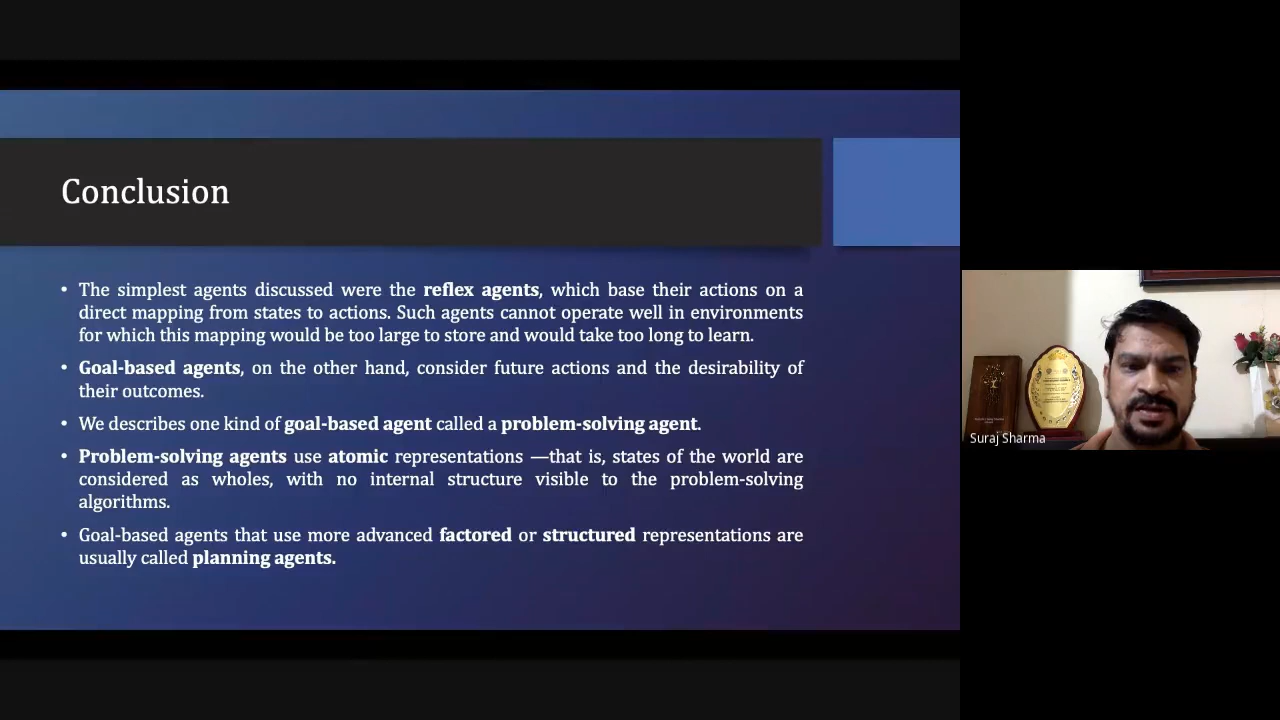 Conclusion
• The simplest agents discussed were the reflex agents, which base their actions on a
direct mapping from states to actions. Such agents cannot operate well in environments
for which this mapping would be too large to store and would take too long to learn.
• Goal-based agents, on the other hand, consider future actions and the desirability of
their outcomes.
• We describes one kind of goal-based agent called a problem-solving agent.
• Problem-solving agents use atomic representations —that is, states of the world are
considered as wholes, with no internal structure visible to the problem-solving
algorithms.
• Goal-based agents that use more advanced factored or structured representations are
usually called planning agents.
Suraj Sharma